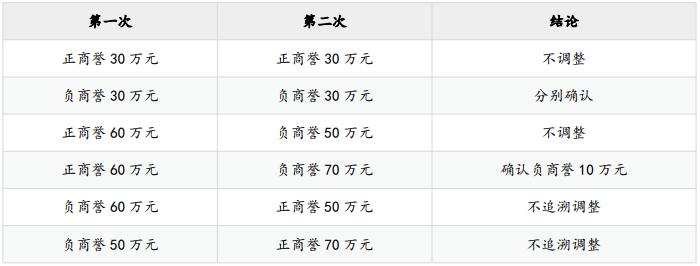 第一次 第二次 结论
正商誉 30 万元 正商誉 30 万元 不调整
负商誉 30 万元 负商誉 30 万元 分别确认
正商誉 60 万元 负商誉 50 万元 不调整
正商誉 60 万元 负商誉 70 万元 确认负商誉 10 万元
负商誉 60 万元 正商誉 50 万元 不追溯调整
负商誉 50 万元 正商誉 70 万元 不追溯调整